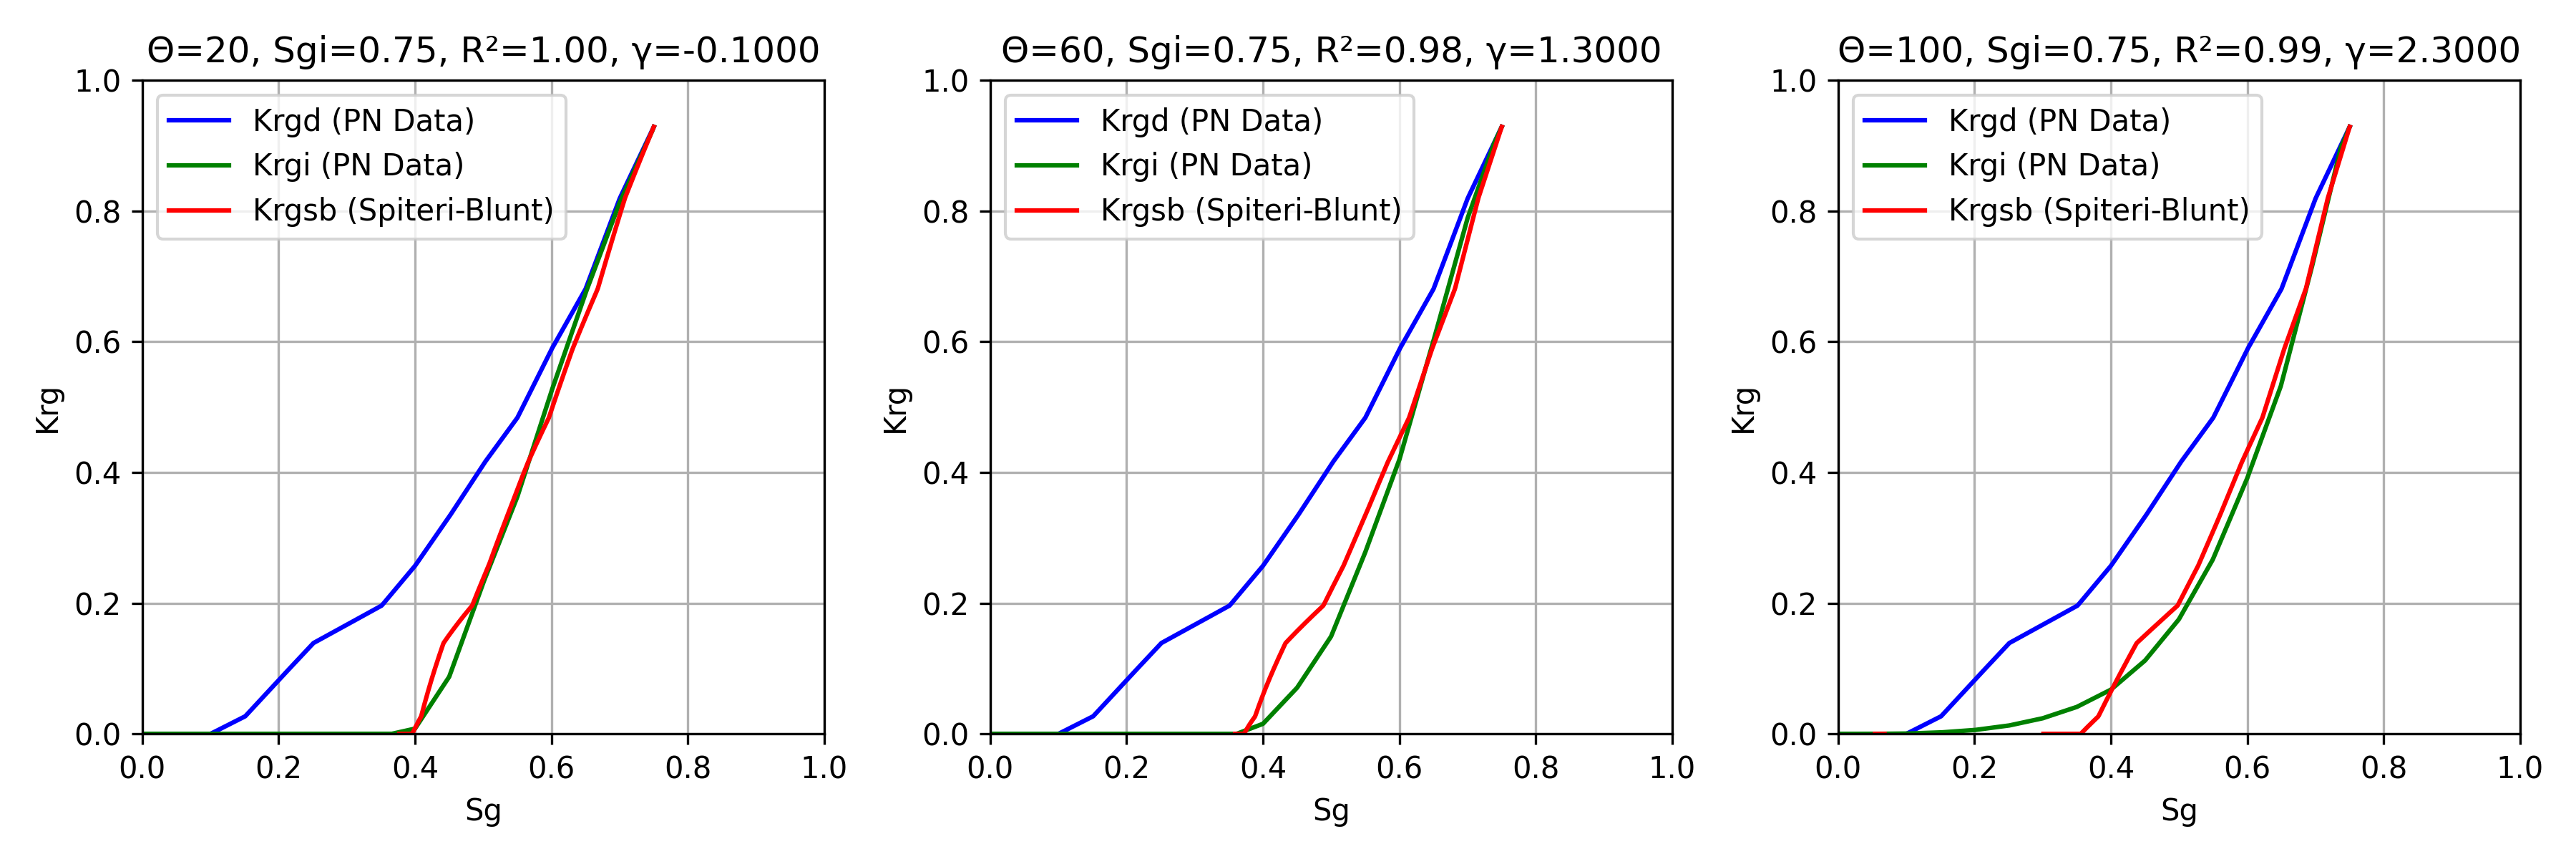 Θ=20, Sgi=0.75, R²=1.00, γ=-0.1000
Krgd (PN Data)
Krgi (PN Data)
Krgsb (Spiteri-Blunt)
1.0
0.8
0.6
0.4
0.2
0.0
Krg
0.0 0.2 0.4 0.6 0.8 1.0
Sg
Θ=60, Sgi=0.75, R²=0.98, γ=1.3000
Krgd (PN Data)
Krgi (PN Data)
Krgsb (Spiteri-Blunt)
1.0
0.8
0.6
0.4
0.2
0.0
Krg
0.0 0.2 0.4 0.6 0.8 1.0
Sg
Θ=100, Sgi=0.75, R²=0.99, γ=2.3000
Krgd (PN Data)
Krgi (PN Data)
Krgsb (Spiteri-Blunt)
1.0
0.8
0.6
0.4
0.2
0.0
Krg
0.0 0.2 0.4 0.6 0.8 1.0
Sg